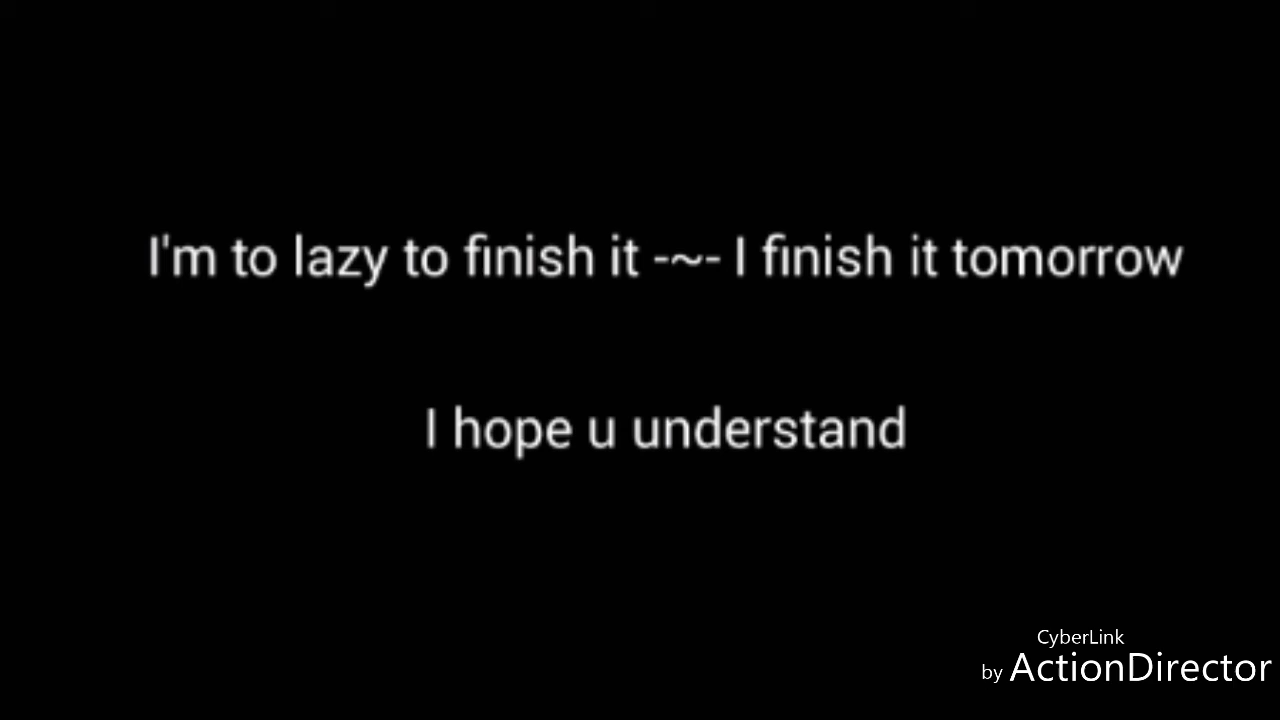 I'm to lazy to finish it -~- I finish it tomorrow
I hope u understand
CyberLink
by ActionDirector